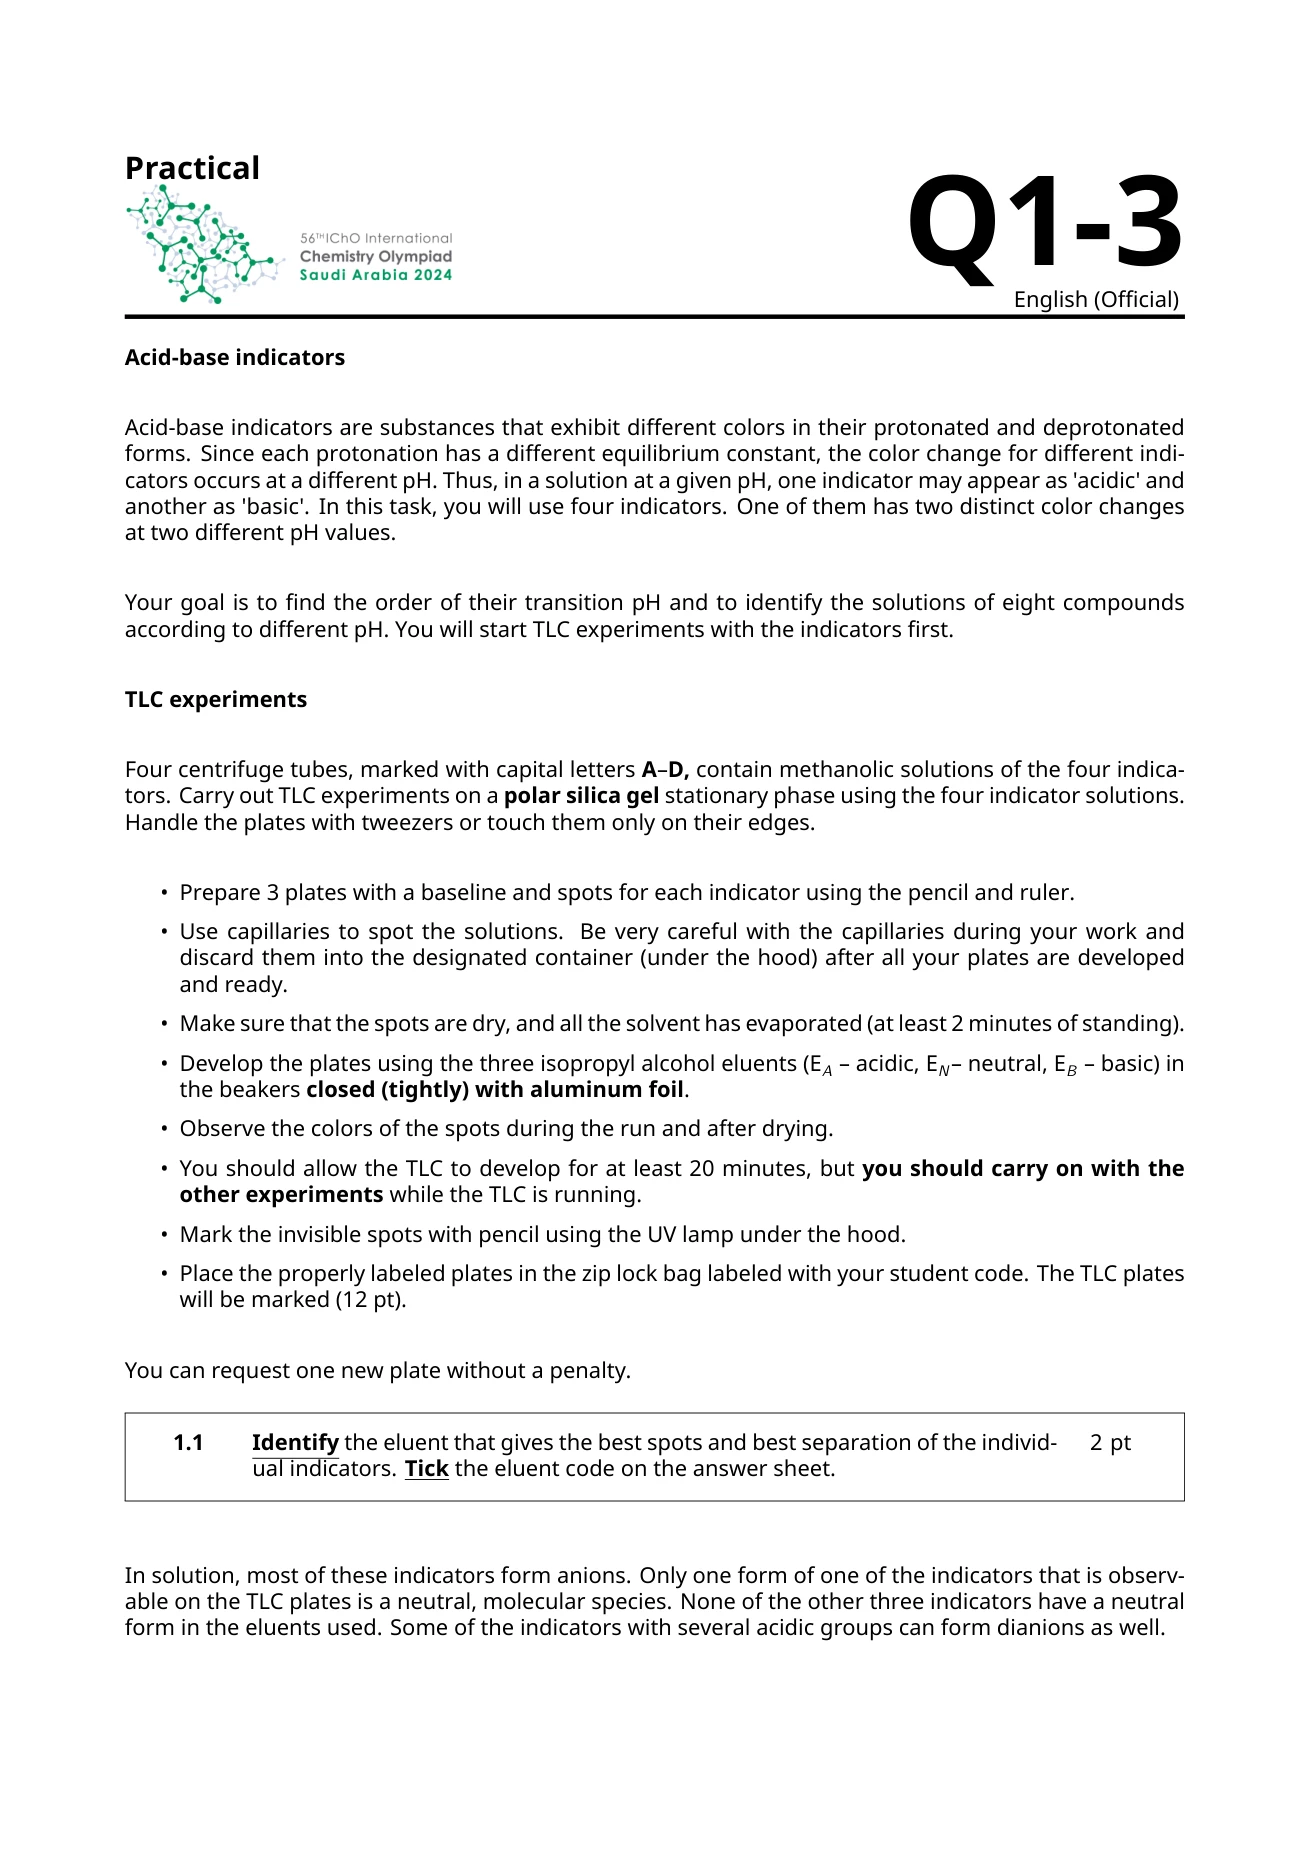 Practical
56ᵀᴴIChO International
Chemistry Olympiad
Saudi Arabia 2024
Q1-3
English (Official)
Acid-base indicators
Acid-base indicators are substances that exhibit different colors in their protonated and deprotonated
forms. Since each protonation has a different equilibrium constant, the color change for different indi-
cators occurs at a different pH. Thus, in a solution at a given pH, one indicator may appear as 'acidic' and
another as 'basic'. In this task, you will use four indicators. One of them has two distinct color changes
at two different pH values.
Your goal is to find the order of their transition pH and to identify the solutions of eight compounds
according to different pH. You will start TLC experiments with the indicators first.
TLC experiments
Four centrifuge tubes, marked with capital letters A–D, contain methanolic solutions of the four indica-
tors. Carry out TLC experiments on a polar silica gel stationary phase using the four indicator solutions.
Handle the plates with tweezers or touch them only on their edges.
• Prepare 3 plates with a baseline and spots for each indicator using the pencil and ruler.
• Use capillaries to spot the solutions. Be very careful with the capillaries during your work and
discard them into the designated container (under the hood) after all your plates are developed
and ready.
• Make sure that the spots are dry, and all the solvent has evaporated (at least 2 minutes of standing).
• Develop the plates using the three isopropyl alcohol eluents (E_A – acidic, E_N– neutral, E_B – basic) in
the beakers closed (tightly) with aluminum foil.
• Observe the colors of the spots during the run and after drying.
• You should allow the TLC to develop for at least 20 minutes, but you should carry on with the
other experiments while the TLC is running.
• Mark the invisible spots with pencil using the UV lamp under the hood.
• Place the properly labeled plates in the zip lock bag labeled with your student code. The TLC plates
will be marked (12 pt).
You can request one new plate without a penalty.
1.1 Identify the eluent that gives the best spots and best separation of the individ- 2 pt
ual indicators. Tick the eluent code on the answer sheet.
In solution, most of these indicators form anions. Only one form of one of the indicators that is observ-
able on the TLC plates is a neutral, molecular species. None of the other three indicators have a neutral
form in the eluents used. Some of the indicators with several acidic groups can form dianions as well.